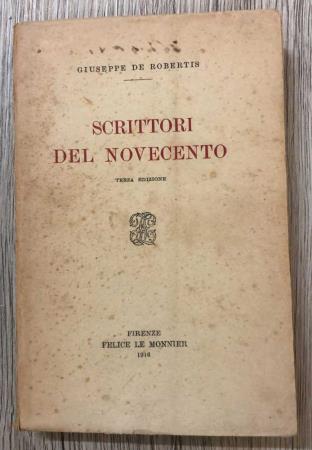 GIUSEPPE DE ROBERTIS
SCRITTORI
DEL NOVECENTO
TERZA EDIZIONE
FIRENZE
FELICE LE MONNIER
1946